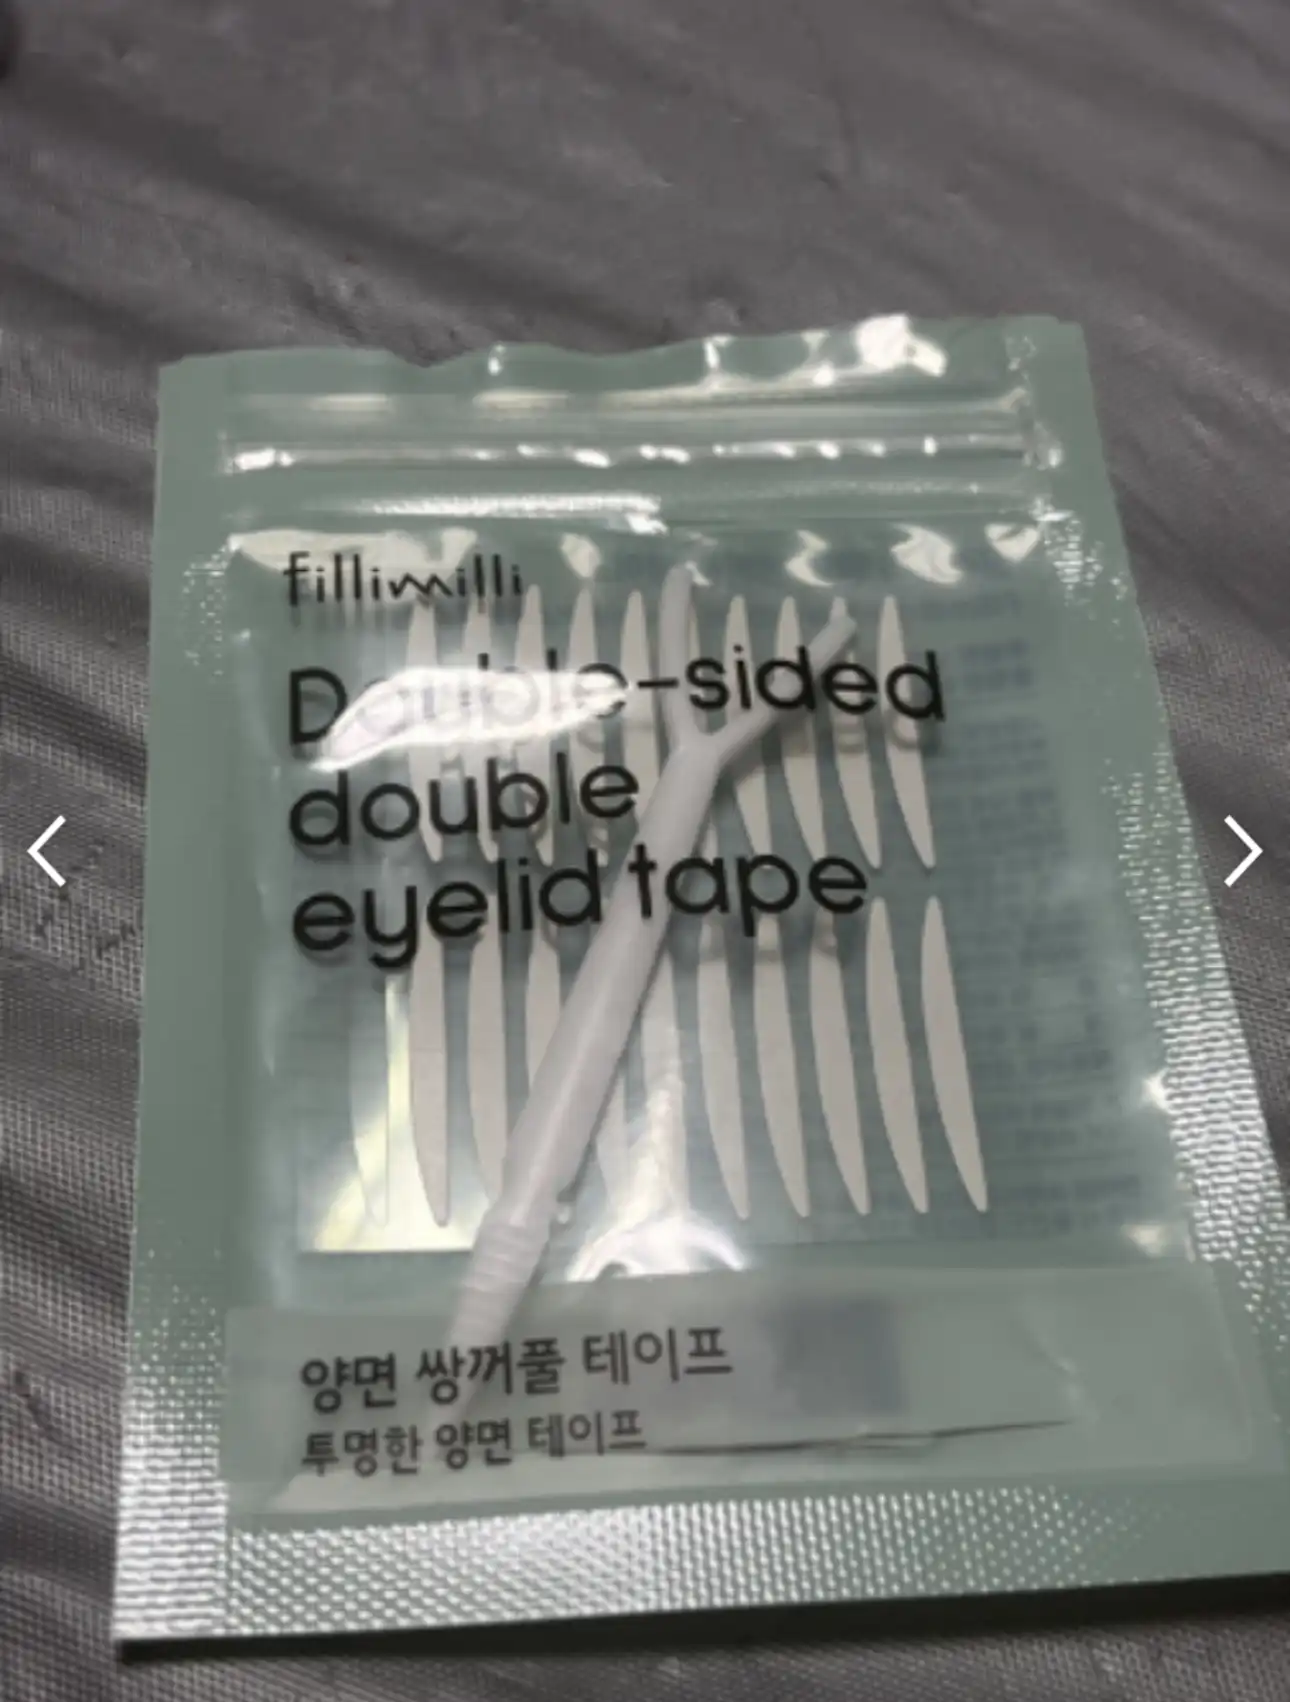 fillimilli
Double-sided
double
eyelid tape
양면 쌍꺼풀 테이프
투명한 양면 테이프